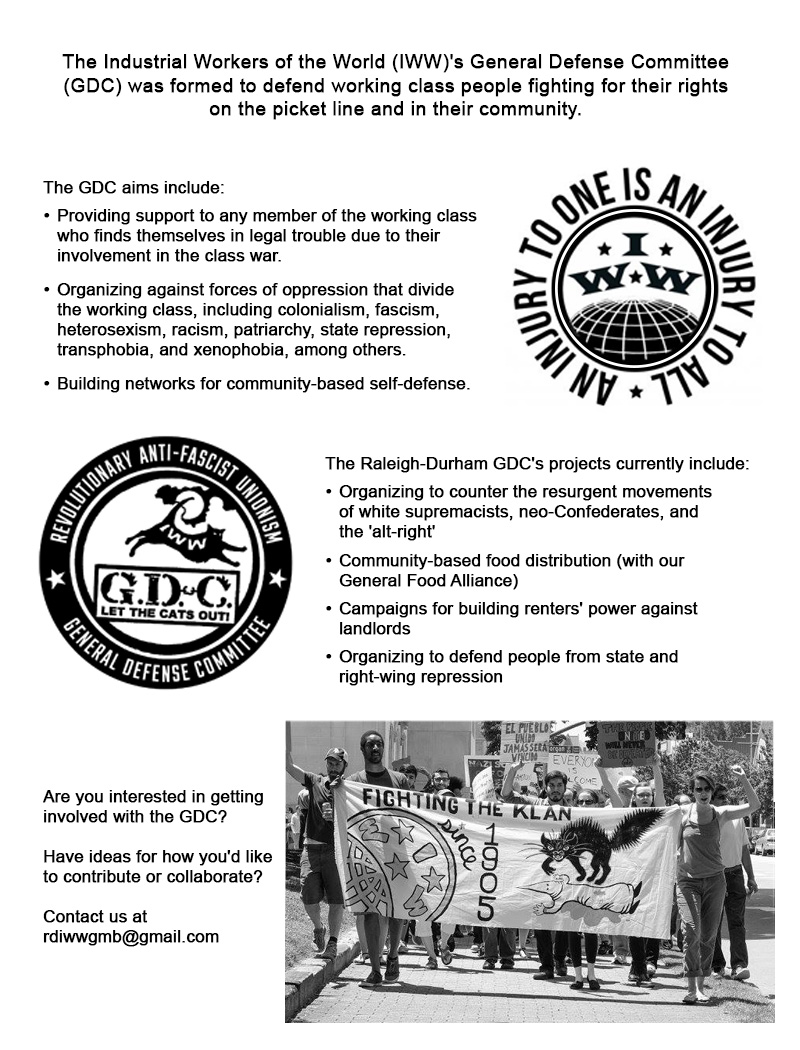 The Industrial Workers of the World (IWW)'s General Defense Committee
(GDC) was formed to defend working class people fighting for their rights
on the picket line and in their community.
The GDC aims include:
• Providing support to any member of the working class
who finds themselves in legal trouble due to their
involvement in the class war.
• Organizing against forces of oppression that divide
the working class, including colonialism, fascism,
heterosexism, racism, patriarchy, state repression,
transphobia, and xenophobia, among others.
• Building networks for community-based self-defense.
AN INJURY TO ONE IS AN INJURY TO ALL
I
W W
REVOLUTIONARY ANTI-FASCIST UNIONISM
IWW
G.D.C.
LET THE CATS OUT!
GENERAL DEFENSE COMMITTEE
The Raleigh-Durham GDC's projects currently include:
• Organizing to counter the resurgent movements
of white supremacists, neo-Confederates, and
the 'alt-right'
• Community-based food distribution (with our
General Food Alliance)
• Campaigns for building renters' power against
landlords
• Organizing to defend people from state and
right-wing repression
Are you interested in getting
involved with the GDC?
Have ideas for how you'd like
to contribute or collaborate?
Contact us at
rdiwwgmb@gmail.com
EL PUEBLO
UNIDO
JAMAS SERA
VENCIDO
UNITED
WILL NEVER
EVERYONE
FIGHTING THE KLAN
since
1905
I W W